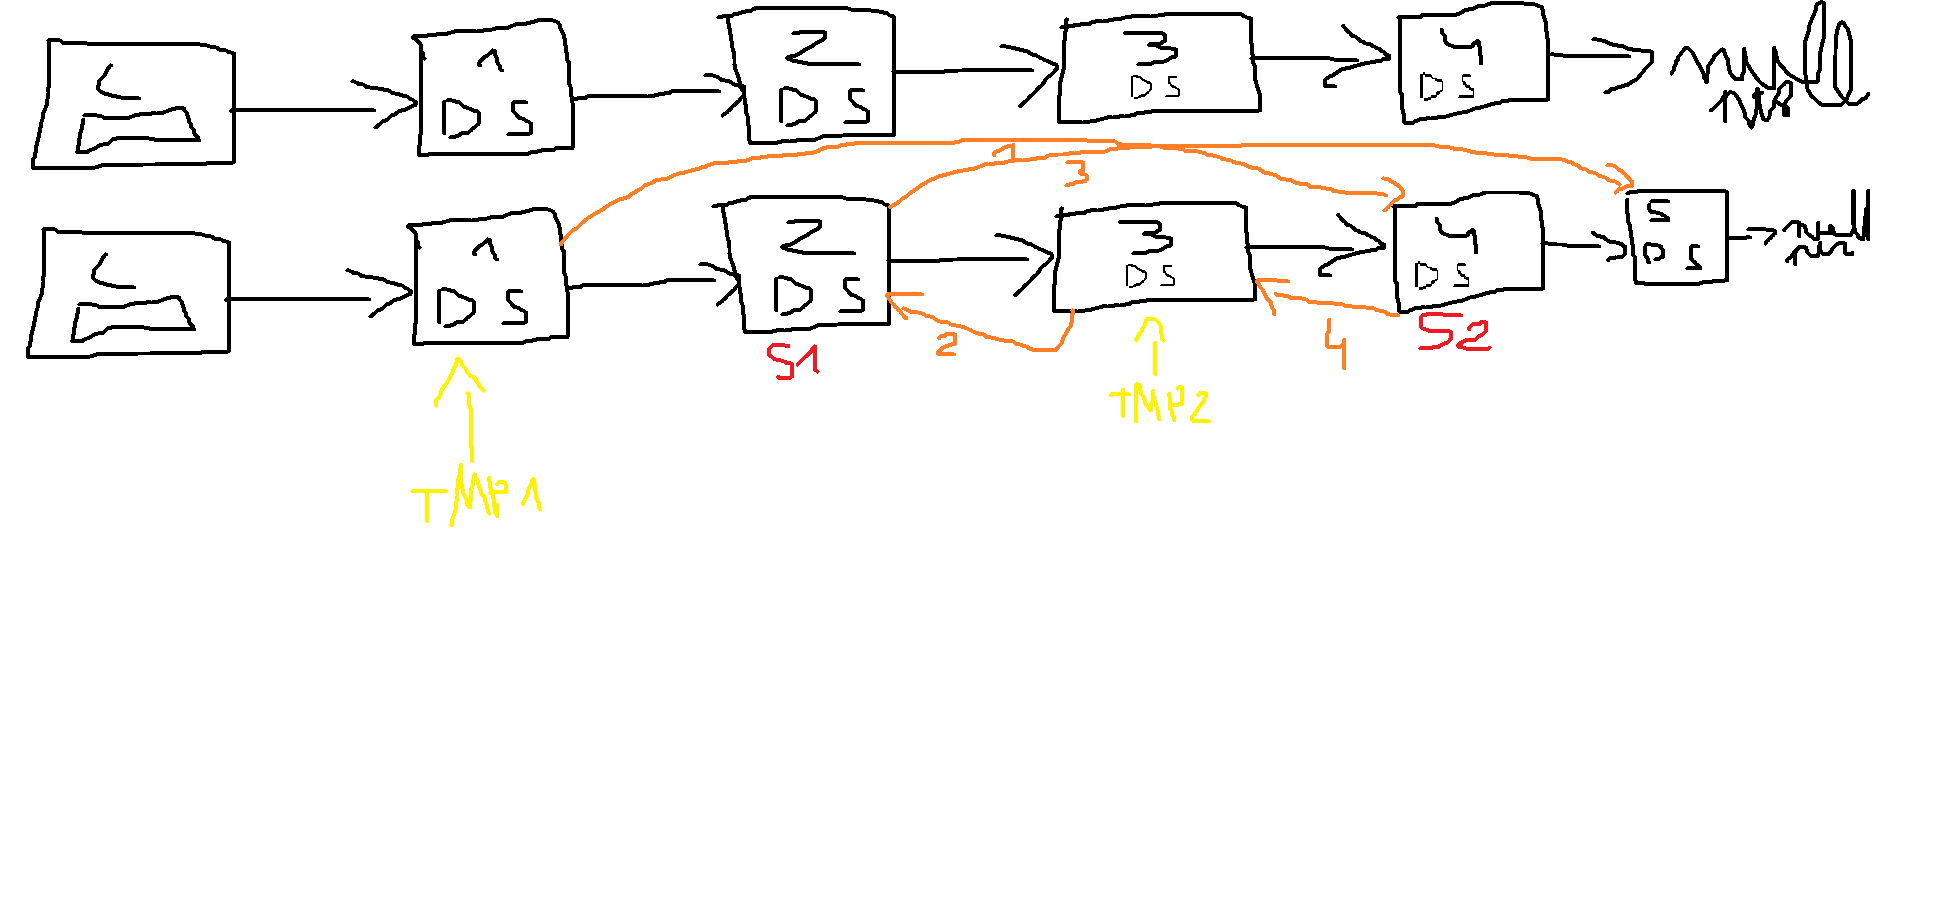 L 1 2 3 4 null
D S D S D S D S
1 3
L 1 2 3 4 5 null
D S D S D S D S D S
2 4
S1 S2
TMP1 TMP2